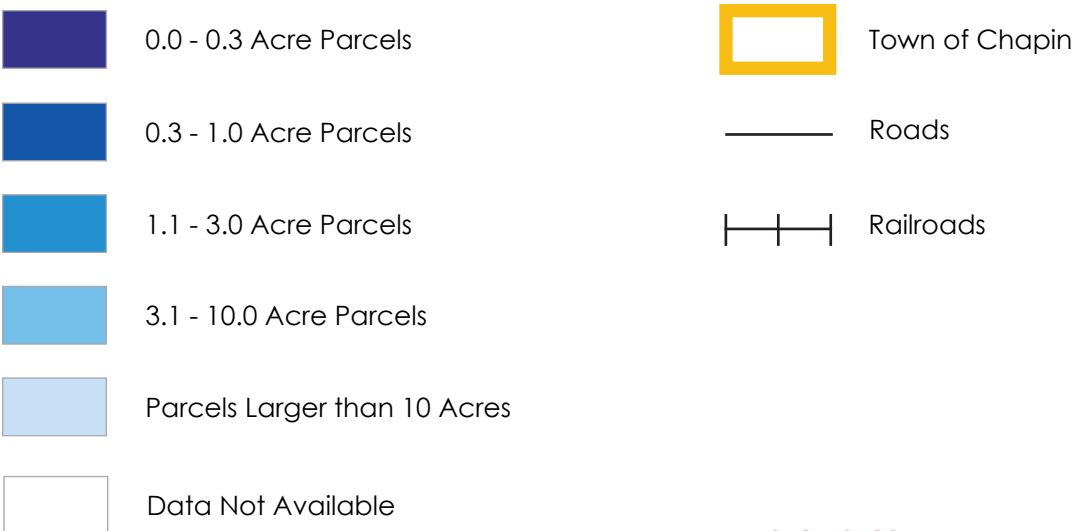 0.0 - 0.3 Acre Parcels
0.3 - 1.0 Acre Parcels
1.1 - 3.0 Acre Parcels
3.1 - 10.0 Acre Parcels
Parcels Larger than 10 Acres
Data Not Available
Town of Chapin
Roads
Railroads